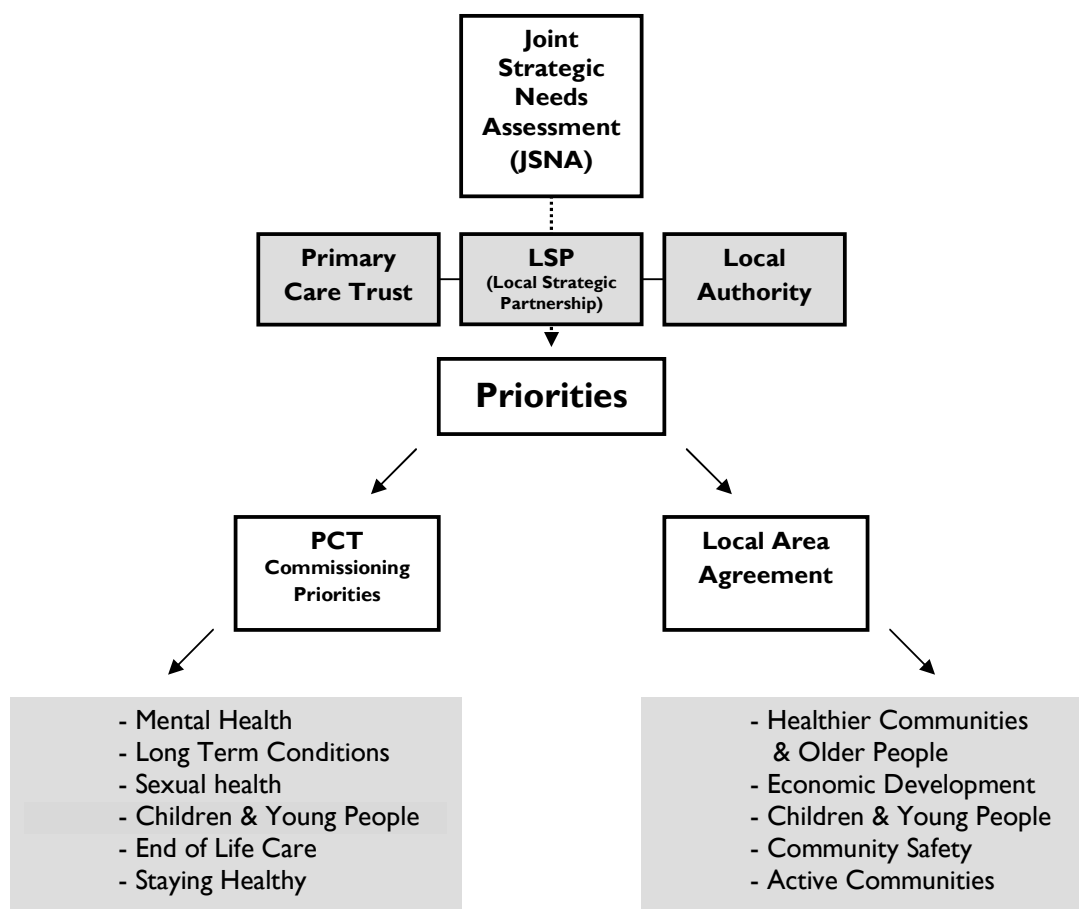 Joint
Strategic
Needs
Assessment
(JSNA)
Primary
Care Trust
LSP
(Local Strategic
Partnership)
Local
Authority
Priorities
PCT
Commissioning
Priorities
Local Area
Agreement
- Mental Health
- Long Term Conditions
- Sexual health
- Children & Young People
- End of Life Care
- Staying Healthy
- Healthier Communities
& Older People
- Economic Development
- Children & Young People
- Community Safety
- Active Communities